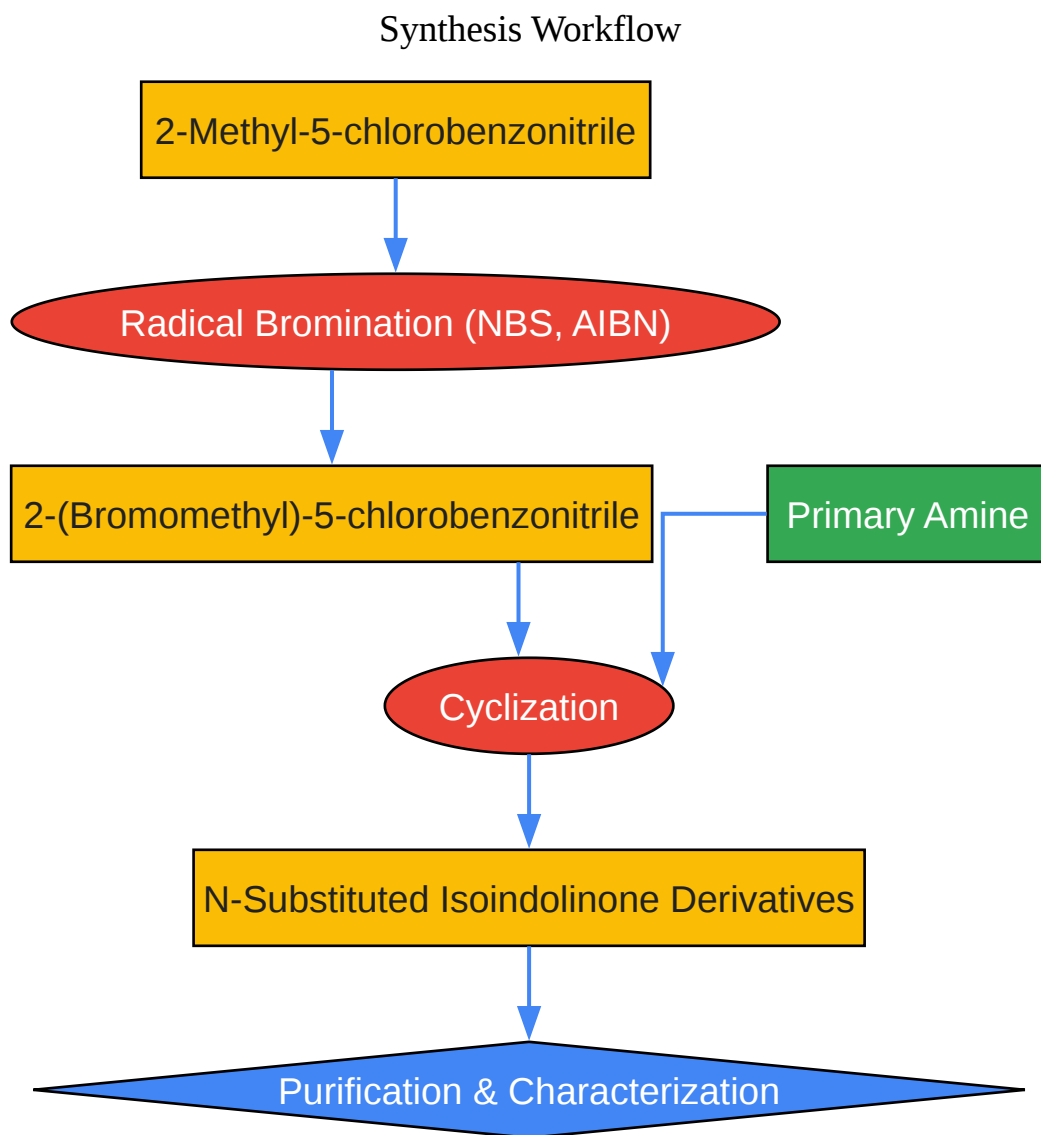 Synthesis Workflow
2-Methyl-5-chlorobenzonitrile
Radical Bromination (NBS, AIBN)
2-(Bromomethyl)-5-chlorobenzonitrile
Primary Amine
Cyclization
N-Substituted Isoindolinone Derivatives
Purification & Characterization